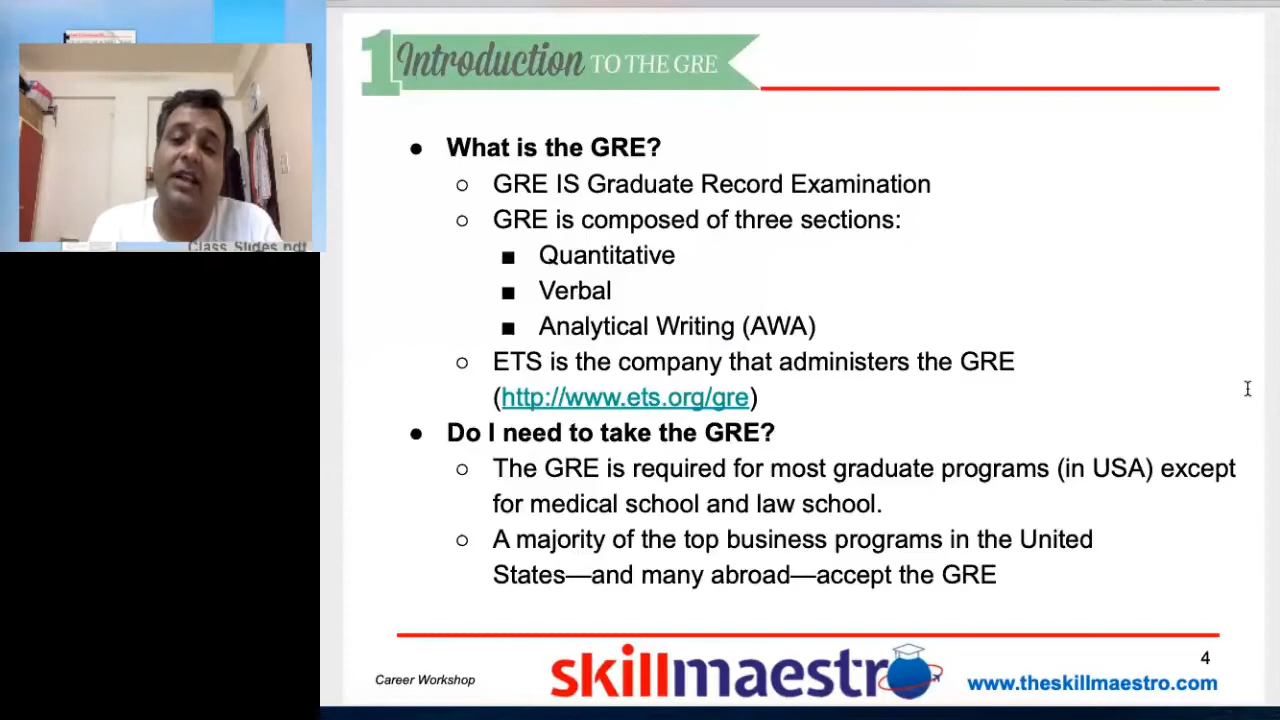 1 Introduction TO THE GRE
Class Slides.pdf
● What is the GRE?
○ GRE IS Graduate Record Examination
○ GRE is composed of three sections:
■ Quantitative
■ Verbal
■ Analytical Writing (AWA)
○ ETS is the company that administers the GRE
(http://www.ets.org/gre)
● Do I need to take the GRE?
○ The GRE is required for most graduate programs (in USA) except
for medical school and law school.
○ A majority of the top business programs in the United
States—and many abroad—accept the GRE
4
Career Workshop
skillmaestro
www.theskillmaestro.com